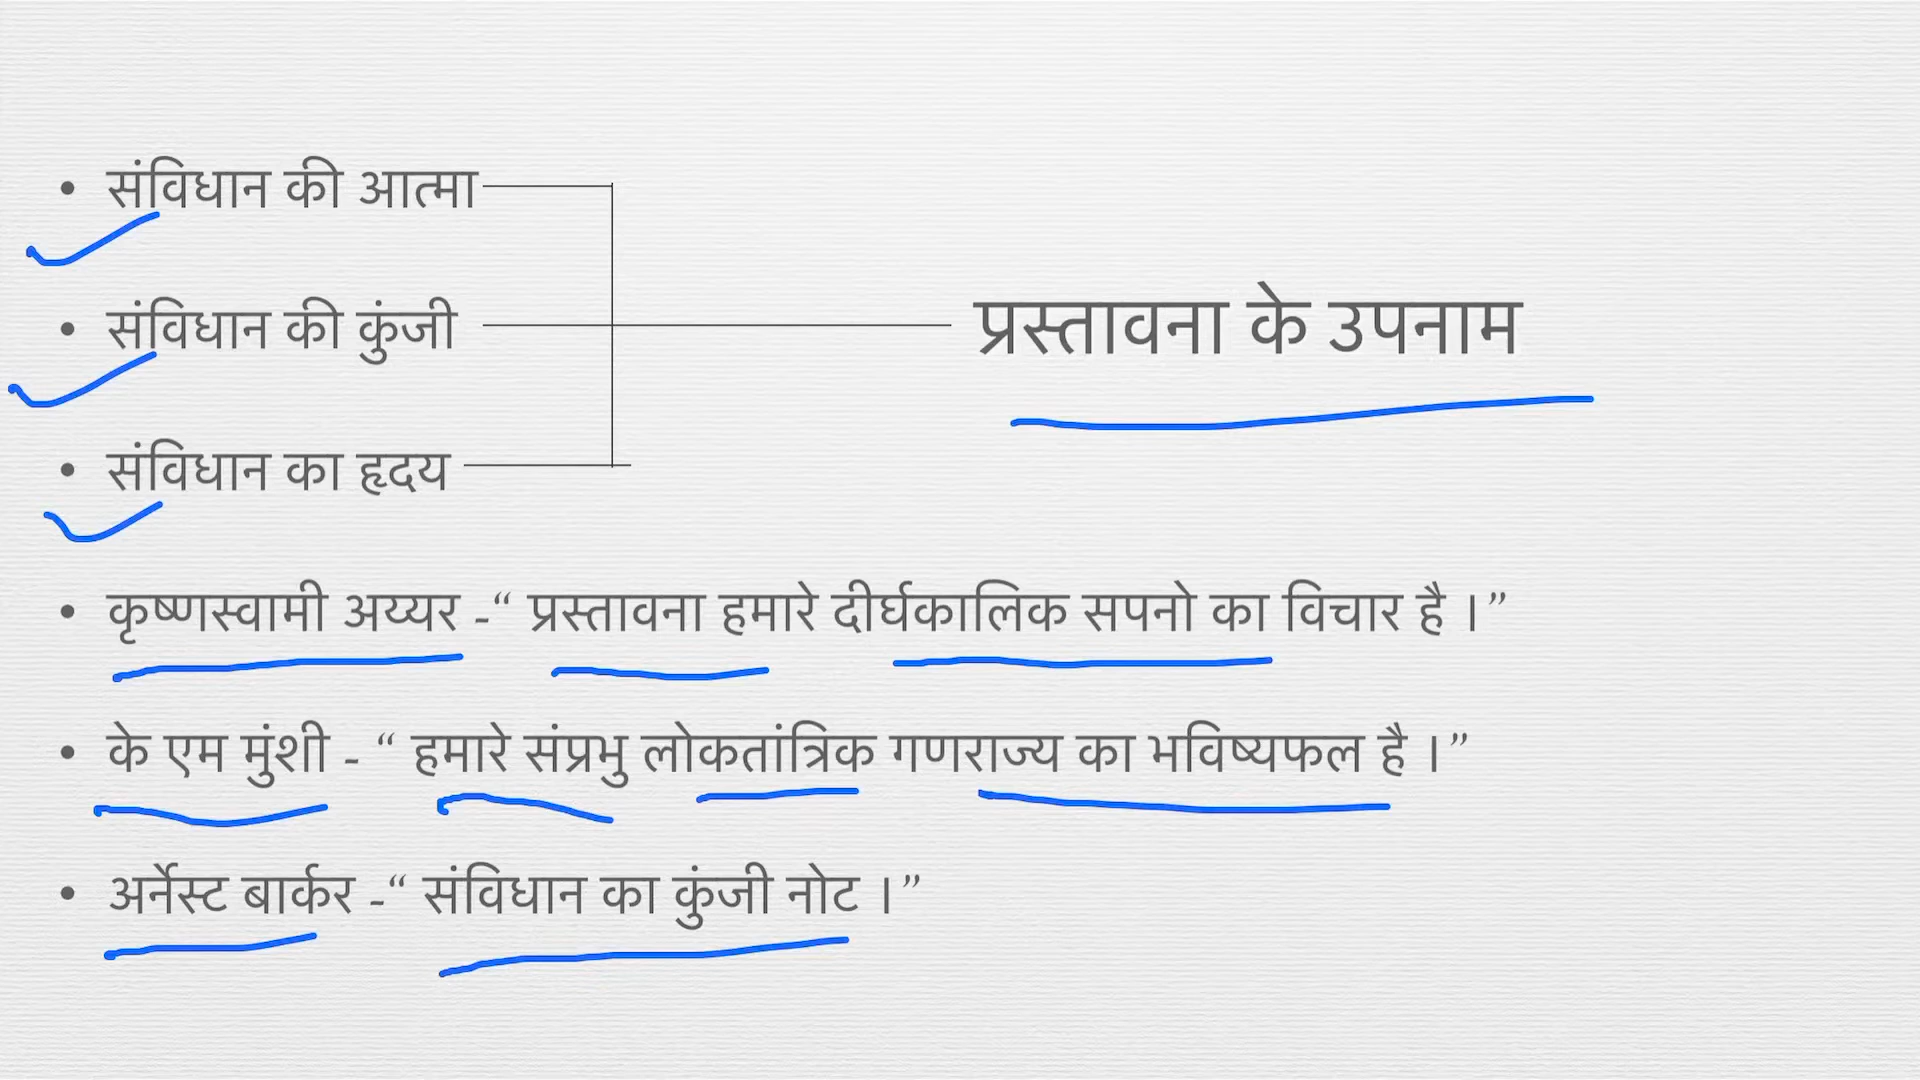 • संविधान की आत्मा
• संविधान की कुंजी
प्रस्तावना के उपनाम
• संविधान का हृदय
• कृष्णस्वामी अय्यर -“ प्रस्तावना हमारे दीर्घकालिक सपनो का विचार है ।”
• के एम मुंशी - “ हमारे संप्रभु लोकतांत्रिक गणराज्य का भविष्यफल है ।”
• अर्नेस्ट बार्कर -“ संविधान का कुंजी नोट ।”